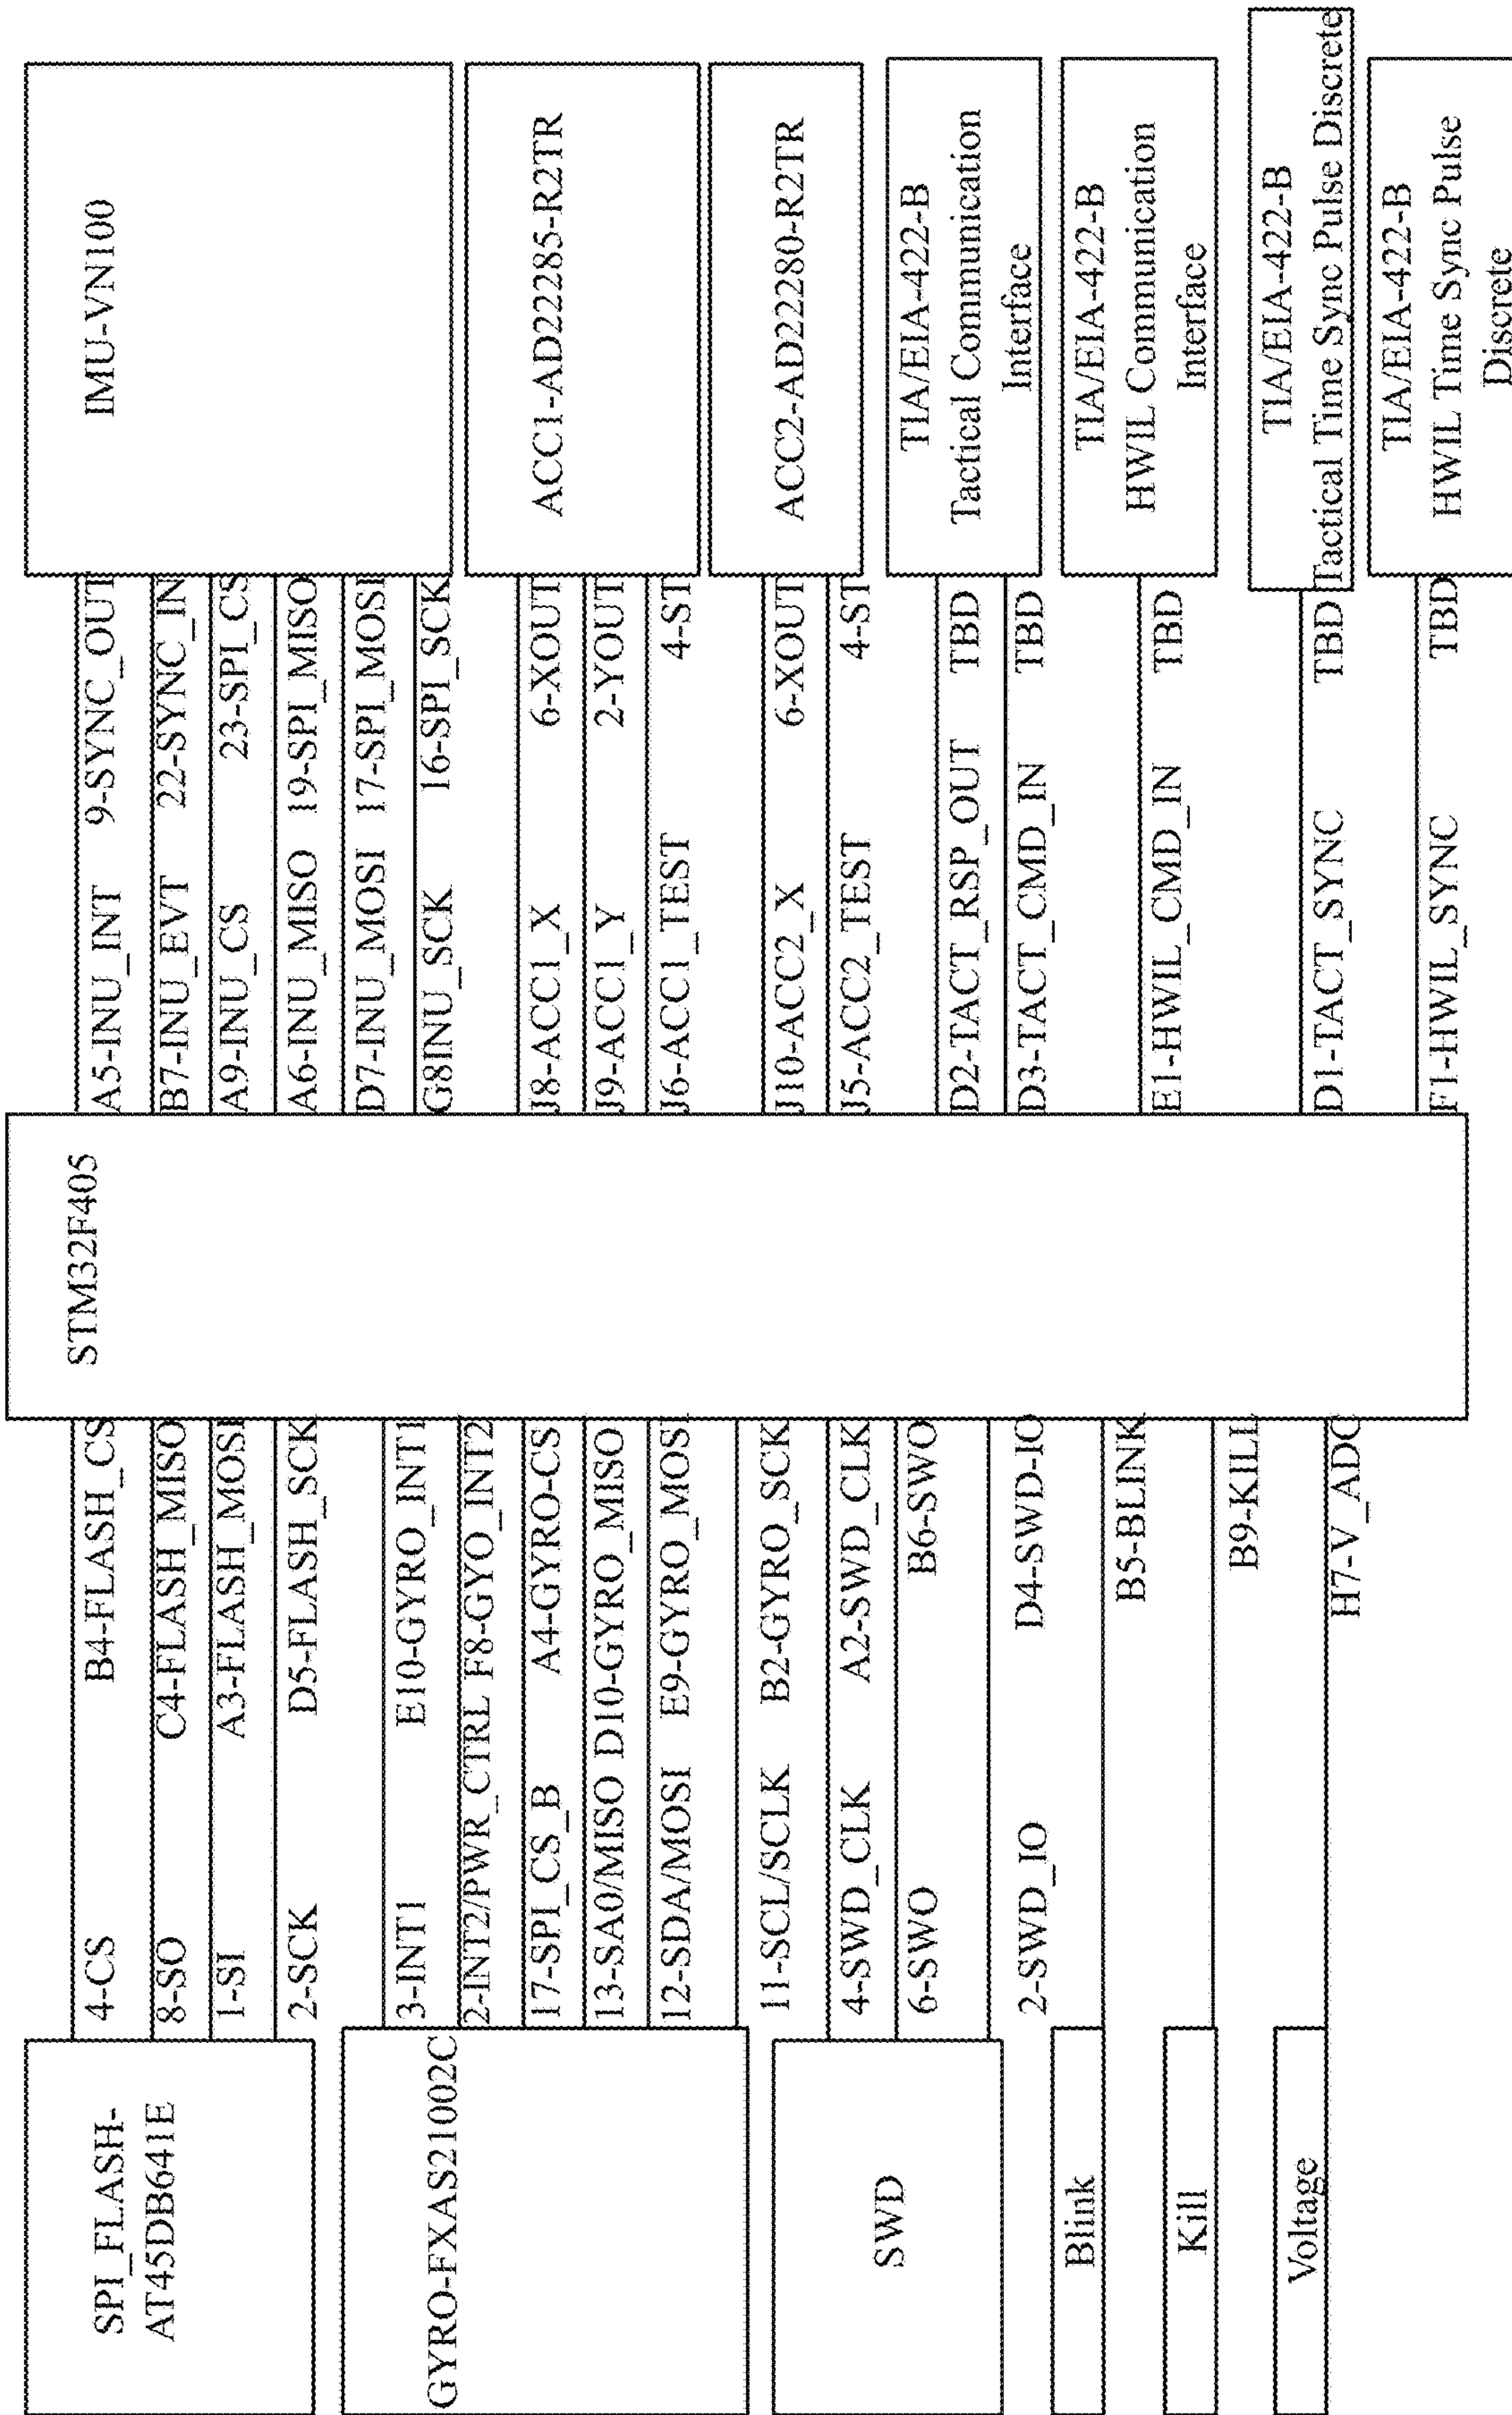 STM32F405
SPI_FLASH-
AT45DB641E
4-CS B4-FLASH_CS
8-SO C4-FLASH_MISO
1-SI A3-FLASH_MOSI
2-SCK D5-FLASH_SCK
GYRO-FXAS21002C
3-INT1 E10-GYRO_INT1
2-INT2/PWR_CTRL F8-GYO_INT2
17-SPI_CS_B A4-GYRO-CS
13-SA0/MISO D10-GYRO_MISO
12-SDA/MOSI E9-GYRO_MOSI
11-SCL/SCLK B2-GYRO_SCK
SWD
4-SWD_CLK A2-SWD_CLK
6-SWO B6-SWO
2-SWD_IO D4-SWD-IO
Blink
B5-BLINK
Kill
B9-KILL
Voltage
H7-V_ADC
IMU-VN100
A5-INU_INT 9-SYNC_OUT
B7-INU_EVT 22-SYNC_IN
A9-INU_CS 23-SPI_CS
A6-INU_MISO 19-SPI_MISO
D7-INU_MOSI 17-SPI_MOSI
G8INU_SCK 16-SPI_SCK
ACC1-AD22285-R2TR
J8-ACC1_X 6-XOUT
J9-ACC1_Y 2-YOUT
J6-ACC1_TEST 4-ST
ACC2-AD22280-R2TR
J10-ACC2_X 6-XOUT
J5-ACC2_TEST 4-ST
TIA/EIA-422-B
Tactical Communication
Interface
D2-TACT_RSP_OUT TBD
D3-TACT_CMD_IN TBD
TIA/EIA-422-B
HWIL Communication
Interface
E1-HWIL_CMD_IN TBD
TIA/EIA-422-B
Tactical Time Sync Pulse Discrete
D1-TACT_SYNC TBD
TIA/EIA-422-B
HWIL Time Sync Pulse
Discrete
F1-HWIL_SYNC TBD